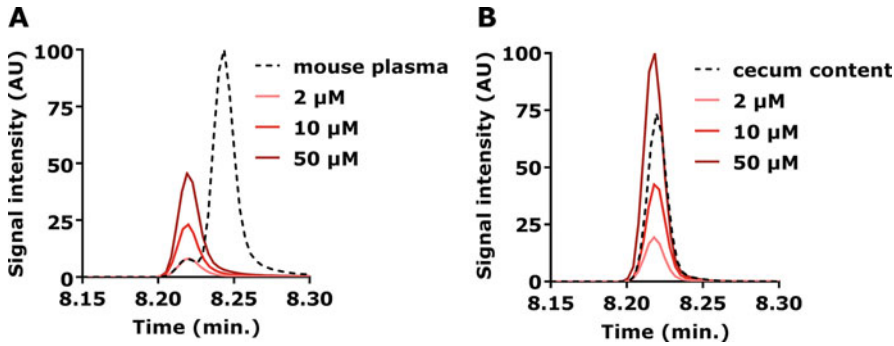 A
Signal intensity (AU)
100
75
50
25
0
8.15 8.20 8.25 8.30
Time (min.)
mouse plasma
2 µM
10 µM
50 µM
B
Signal intensity (AU)
100
75
50
25
0
8.15 8.20 8.25 8.30
Time (min.)
cecum content
2 µM
10 µM
50 µM